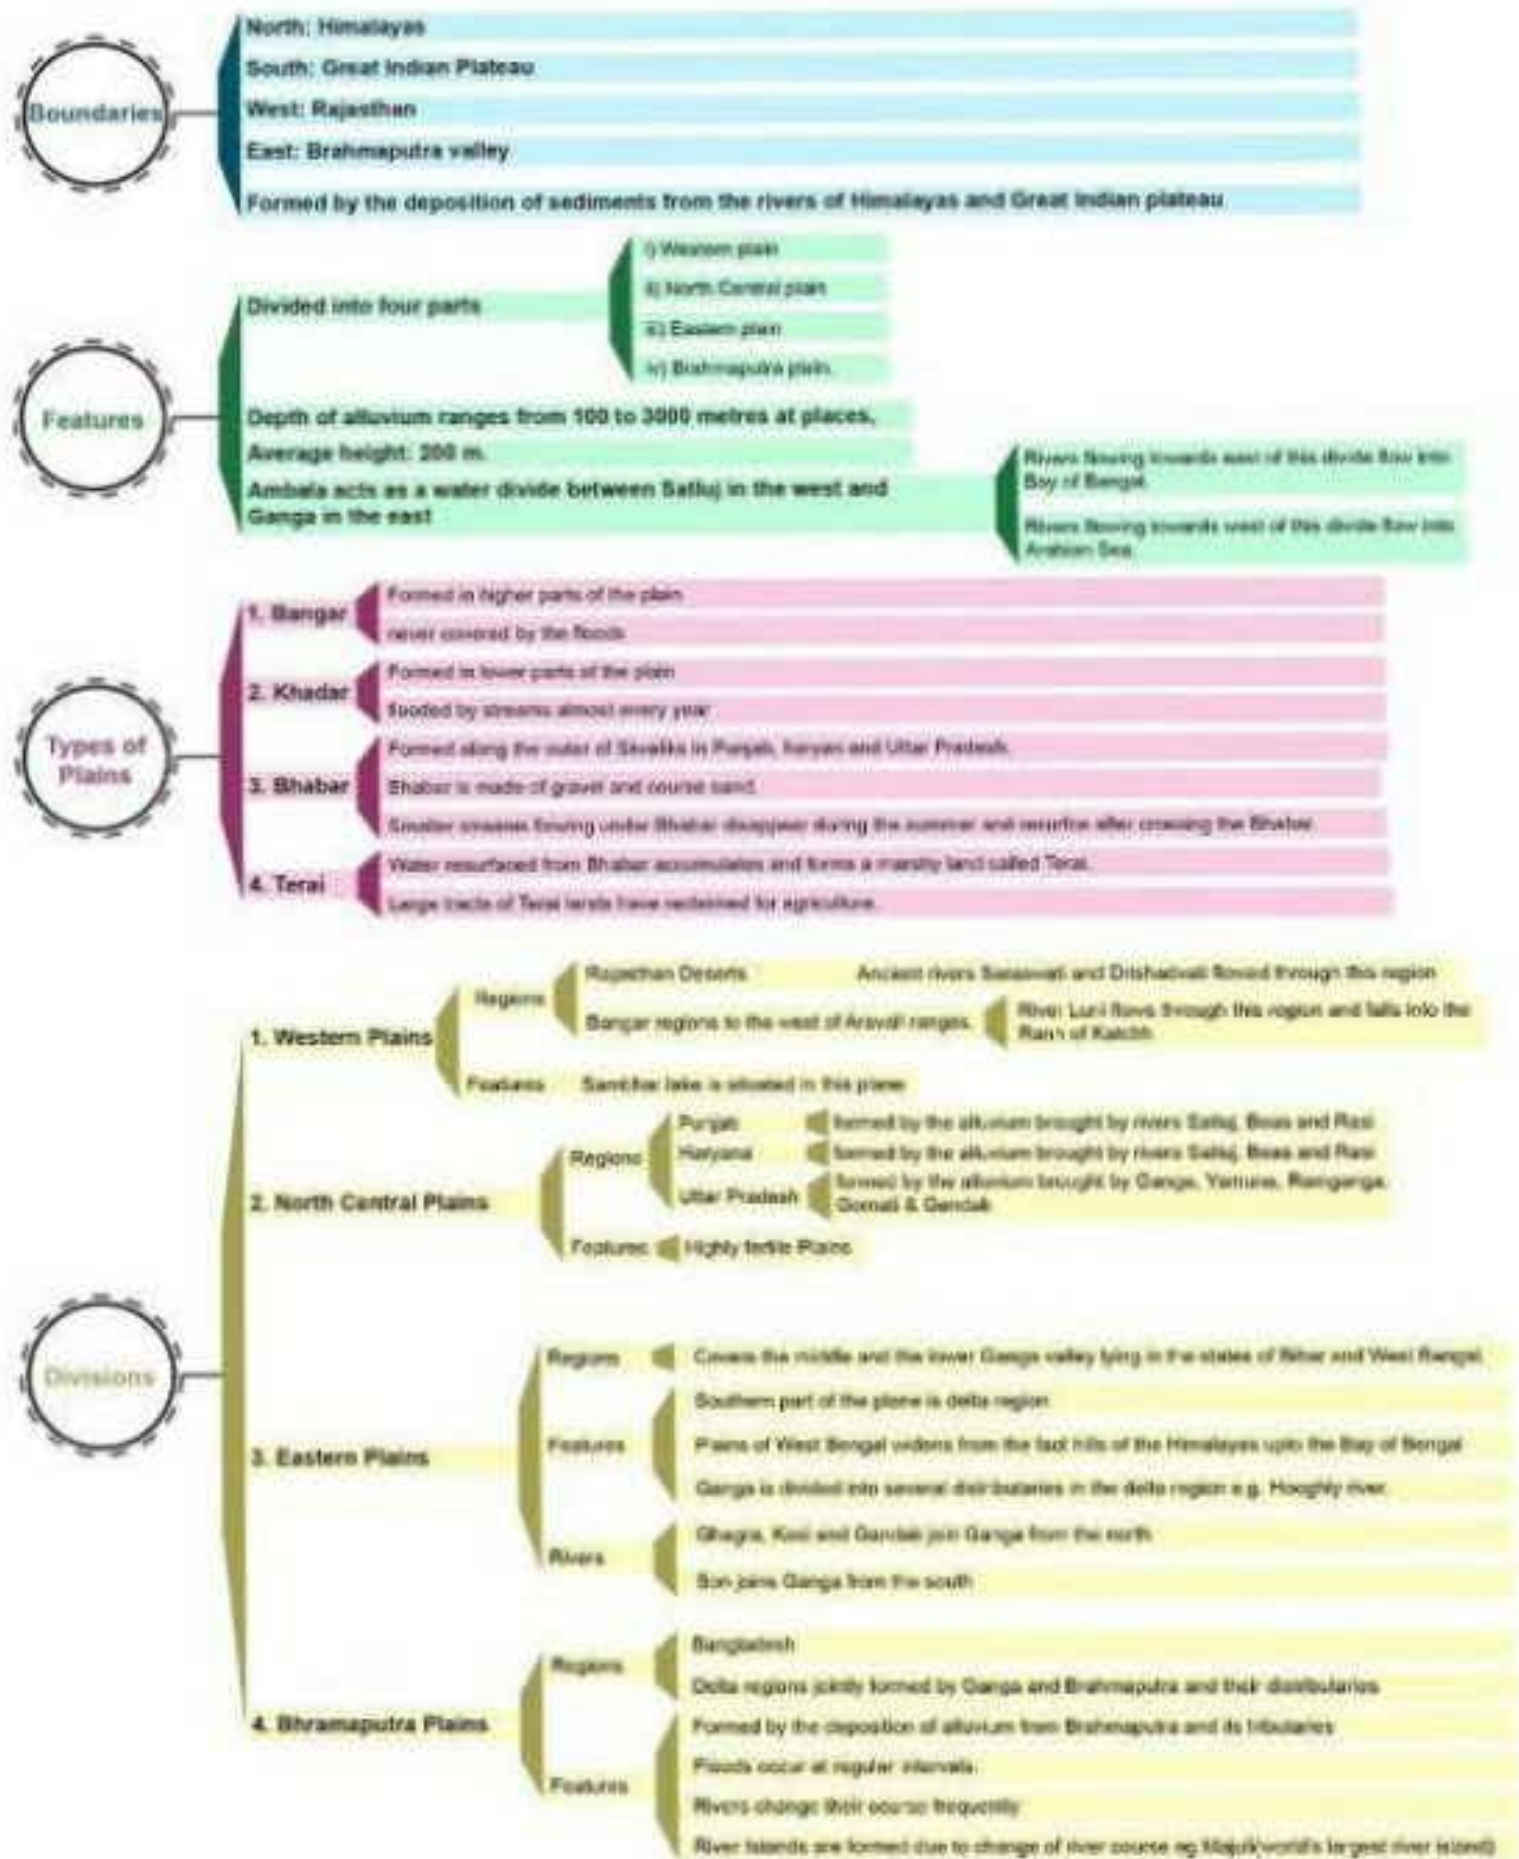 Boundaries
North: Himalayas
South: Great Indian Plateau
West: Rajasthan
East: Brahmaputra valley
Formed by the deposition of sediments from the rivers of Himalayas and Great Indian plateau
Features
Divided into four parts
i) Western plain
ii) North Central plain
iii) Eastern plain
iv) Brahmaputra plain.
Depth of alluvium ranges from 100 to 3000 metres at places.
Average height: 200 m.
Ambala acts as a water divide between Satluj in the west and
Ganga in the east
Rivers flowing towards east of this divide flow into
Bay of Bengal.
Rivers flowing towards west of this divide flow into
Arabian Sea.
Types of
Plains
1. Bangar
Formed in higher parts of the plain
never covered by the floods
2. Khadar
Formed in lower parts of the plain
flooded by streams almost every year
3. Bhabar
Formed along the outer of Shivaliks in Punjab, and Uttar Pradesh.
Bhabar is made of gravel and course sand.
Smaller streams flowing under Bhabar disappear during the summer and after crossing the Bhabar.
4. Terai
Water resurfaced from Bhabar accumulates and forms a marshy land called Terai.
Large tracts of Terai lands have reclaimed for agriculture.
Divisions
1. Western Plains
Regions
Rajasthan Deserts
Ancient rivers Saraswati and Drishadvati flowed through this region
Bangar regions to the west of Aravali ranges.
River Luni flows through this region and falls into the
Rann of Katchh
Features
Sambhar lake is situated in this plane
2. North Central Plains
Regions
Punjab
formed by the alluvium brought by rivers Satluj, Beas and
Haryana
formed by the alluvium brought by rivers Satluj, Beas and
Uttar Pradesh
formed by the alluvium brought by Ganga, Yamuna, Ramganga,
Gomati & Gandak
Features
Highly fertile Plains
3. Eastern Plains
Regions
Covers the middle and the lower Ganga valley lying in the states of Bihar and West Bengal.
Features
Southern part of the plane is delta region
Plains of West Bengal widens from the foot hills of the Himalayas upto the Bay of Bengal
Ganga is divided into several distributaries in the delta region e.g. Hooghly river.
Rivers
Ghagra, Kosi and Gandak join Ganga from the north
Son joins Ganga from the south
4. Bhramaputra Plains
Regions
Bangladesh
Delta regions jointly formed by Ganga and Brahmaputra and their distributaries
Features
Formed by the deposition of alluvium from Brahmaputra and its tributaries
Floods occur at regular intervals.
Rivers change their course frequently
River Islands are formed due to change of river course eg Majuli(world's largest river island)